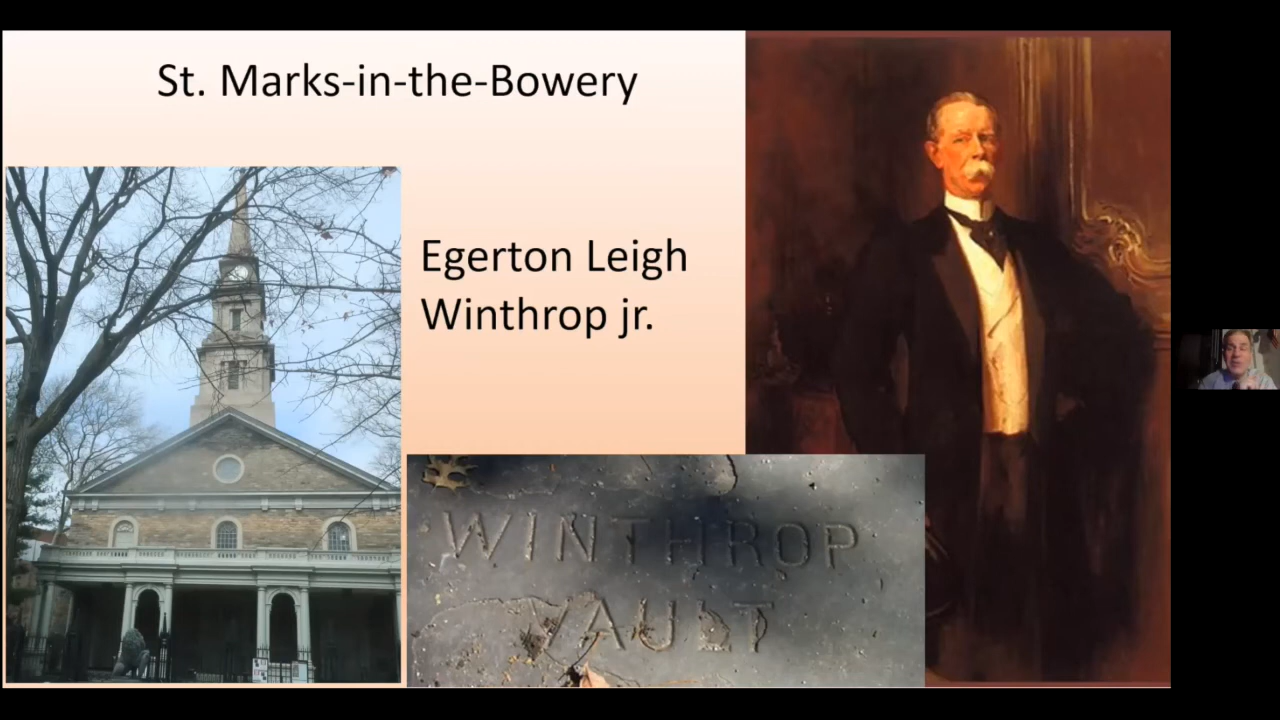 St. Marks-in-the-Bowery
Egerton Leigh
Winthrop jr.
WINTHROP
VAULT